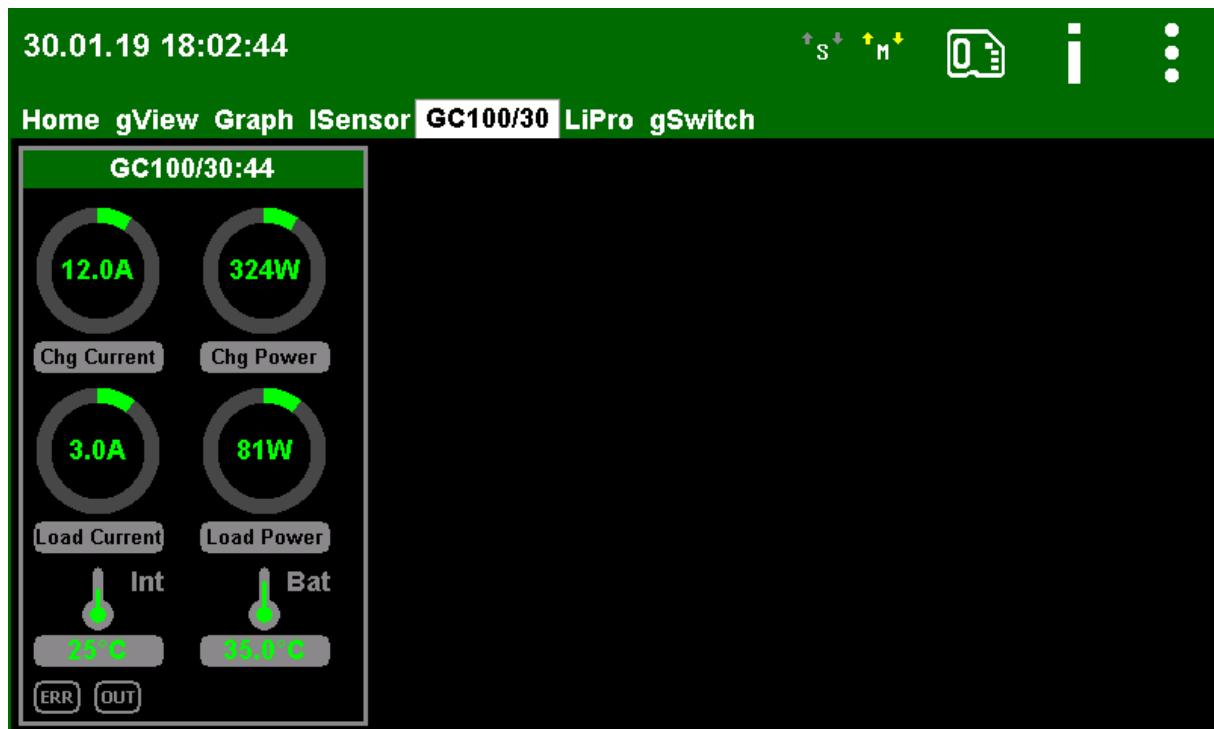 30.01.19 18:02:44 S M 0 i
Home gView Graph ISensor GC100/30 LiPro gSwitch
GC100/30:44
12.0A 324W
Chg Current Chg Power
3.0A 81W
Load Current Load Power
Int Bat
25°C 35.0°C
ERR OUT